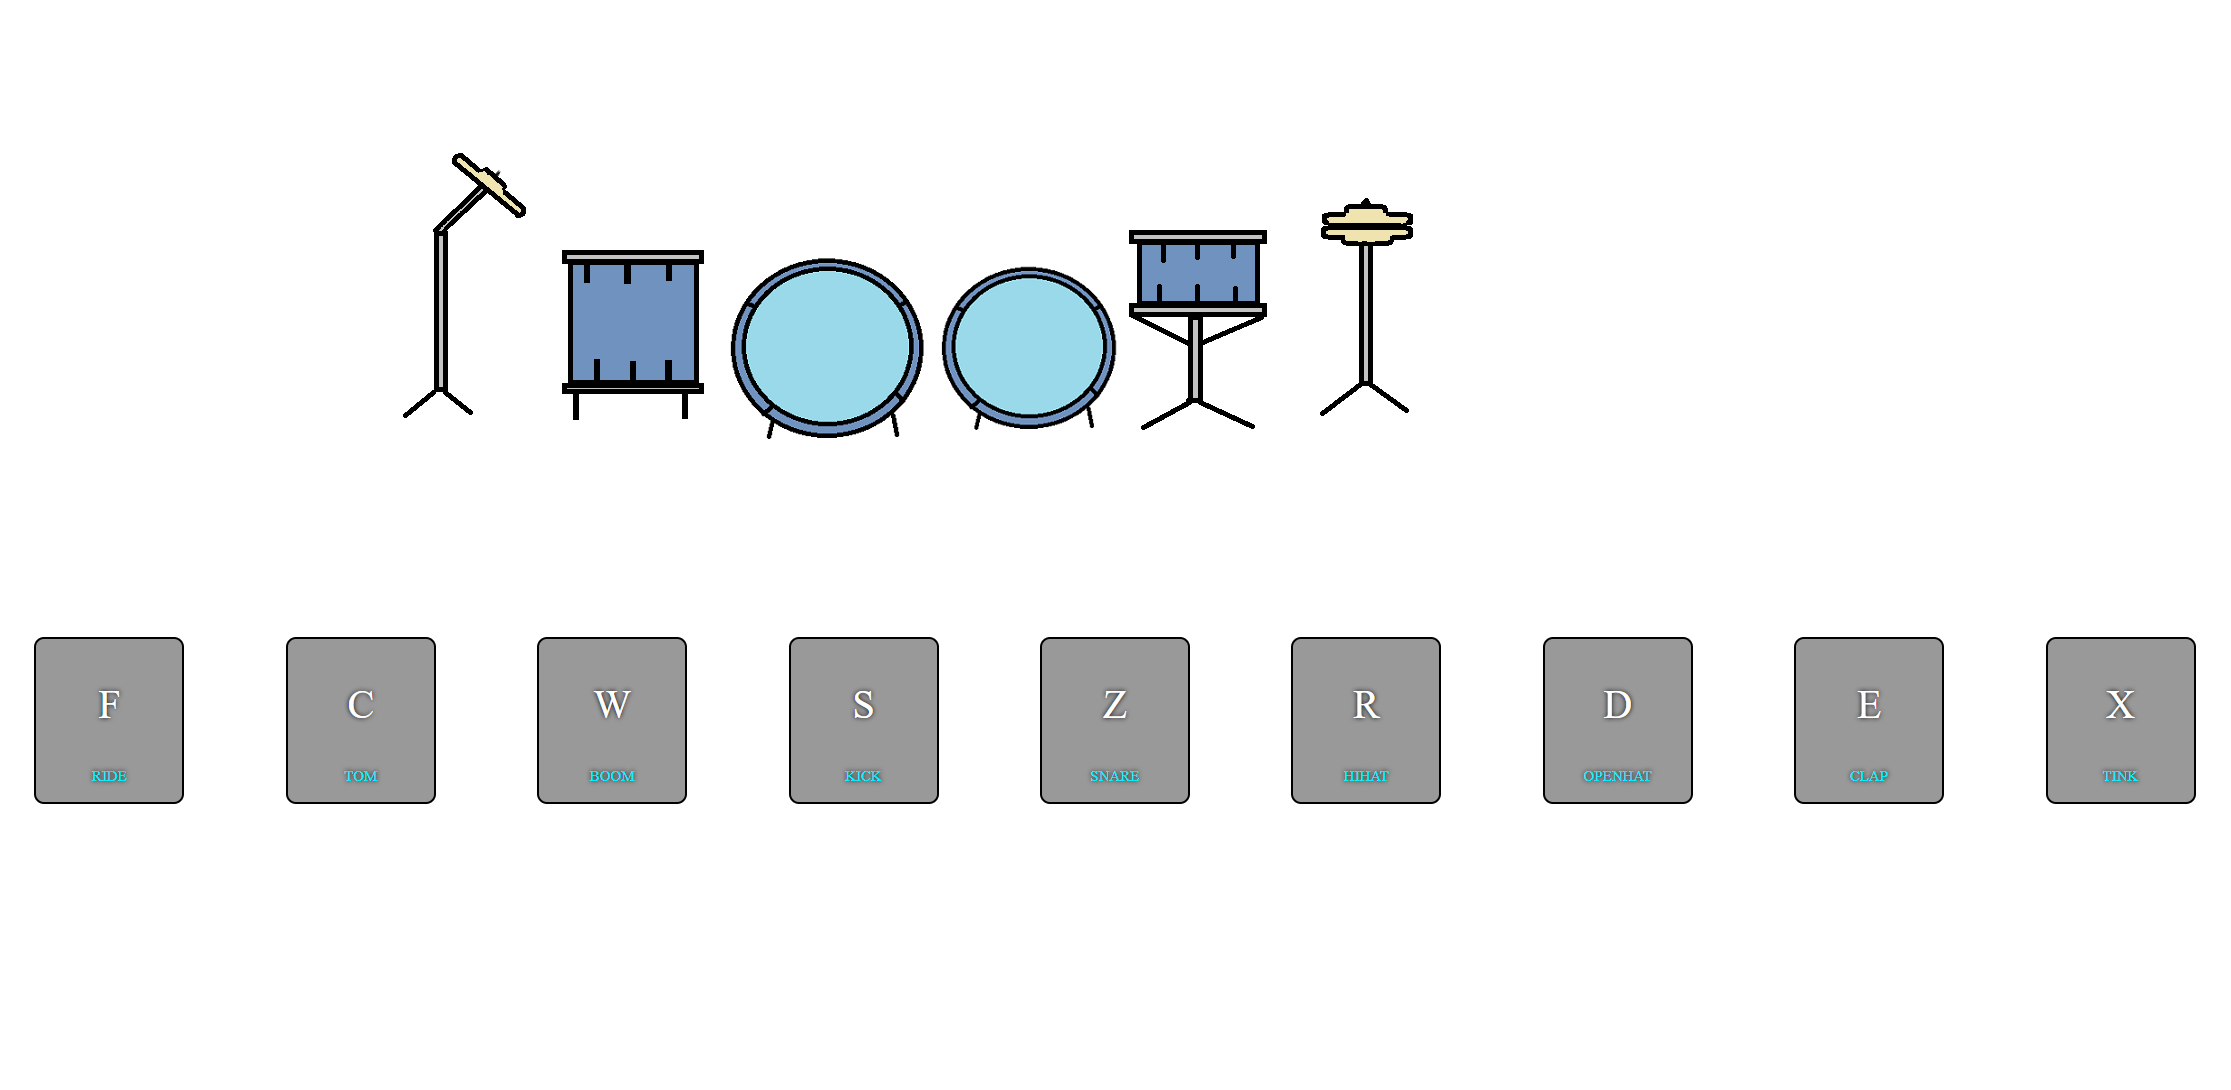 F C W S Z R D E X
RIDE TOM BOOM KICK SNARE HIHAT OPENHAT CLAP TINK